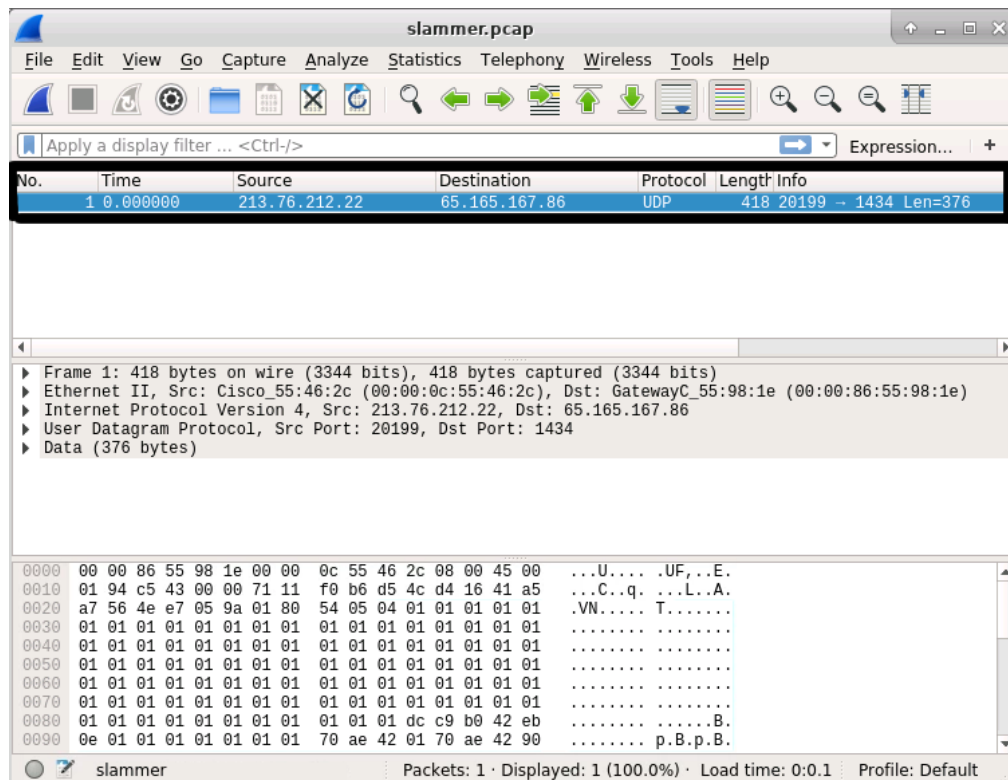 slammer.pcap
File Edit View Go Capture Analyze Statistics Telephony Wireless Tools Help
Apply a display filter ... <Ctrl-/> Expression... +
No. Time Source Destination Protocol Length Info
1 0.000000 213.76.212.22 65.165.167.86 UDP 418 20199 → 1434 Len=376
Frame 1: 418 bytes on wire (3344 bits), 418 bytes captured (3344 bits)
Ethernet II, Src: Cisco_55:46:2c (00:00:0c:55:46:2c), Dst: GatewayC_55:98:1e (00:00:86:55:98:1e)
Internet Protocol Version 4, Src: 213.76.212.22, Dst: 65.165.167.86
User Datagram Protocol, Src Port: 20199, Dst Port: 1434
Data (376 bytes)
0000 00 00 86 55 98 1e 00 00 0c 55 46 2c 08 00 45 00 ...U.... .UF,..E.
0010 01 94 c5 43 00 00 71 11 f0 b6 d5 4c d4 16 41 a5 ...C..q. ...L..A.
0020 a7 56 4e e7 05 9a 01 80 54 05 04 01 01 01 01 01 .VN..... T.......
0030 01 01 01 01 01 01 01 01 01 01 01 01 01 01 01 01 ........ ........
0040 01 01 01 01 01 01 01 01 01 01 01 01 01 01 01 01 ........ ........
0050 01 01 01 01 01 01 01 01 01 01 01 01 01 01 01 01 ........ ........
0060 01 01 01 01 01 01 01 01 01 01 01 01 01 01 01 01 ........ ........
0070 01 01 01 01 01 01 01 01 01 01 01 01 01 01 01 01 ........ ........
0080 01 01 01 01 01 01 01 01 01 01 01 dc c9 b0 42 eb ........ ......B.
0090 0e 01 01 01 01 01 01 01 70 ae 42 01 70 ae 42 90 ........ p.B.p.B.
slammer Packets: 1 · Displayed: 1 (100.0%) · Load time: 0:0.1 Profile: Default